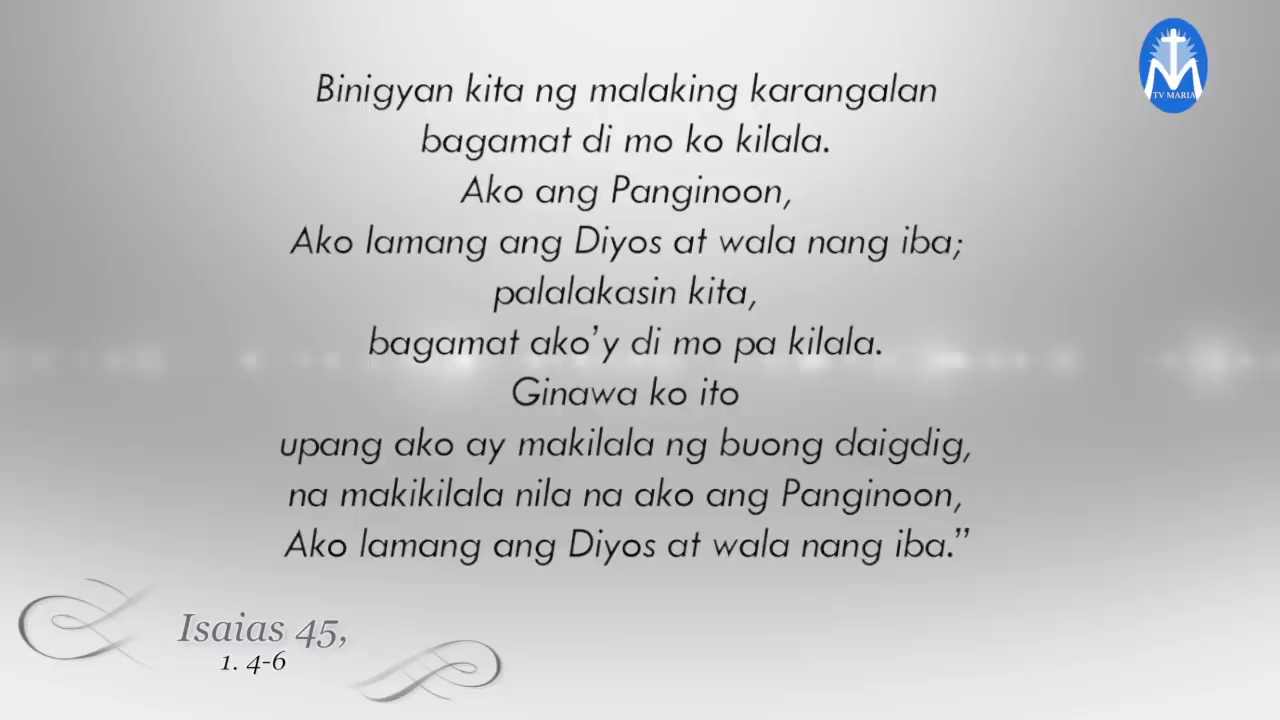 Binigyan kita ng malaking karangalan
bagamat di mo ko kilala.
Ako ang Panginoon,
Ako lamang ang Diyos at wala nang iba;
palalakasin kita,
bagamat ako’y di mo pa kilala.
Ginawa ko ito
upang ako ay makilala ng buong daigdig,
na makikilala nila na ako ang Panginoon,
Ako lamang ang Diyos at wala nang iba.”
Isaias 45,
1. 4-6
TV MARIA